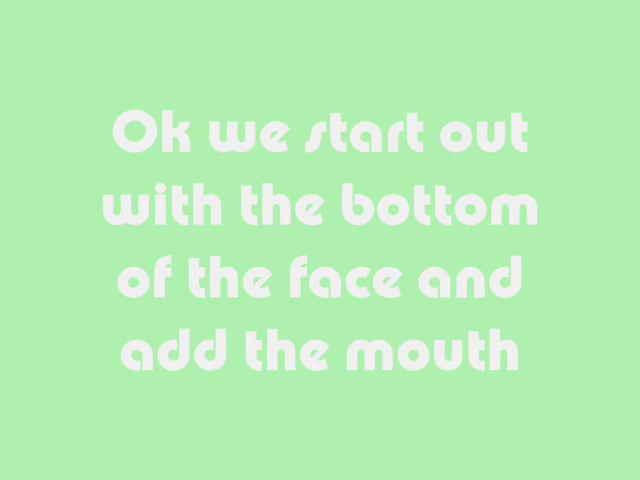 Ok we start out
with the bottom
of the face and
add the mouth